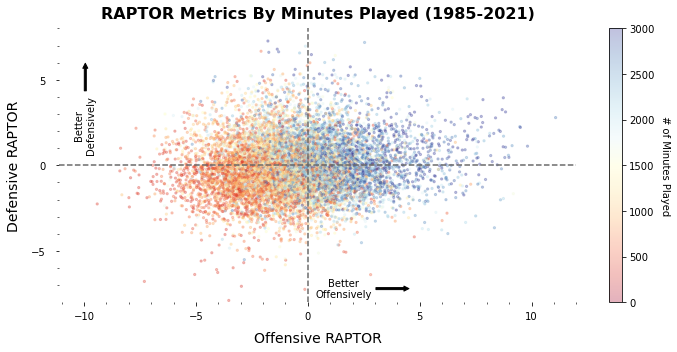 RAPTOR Metrics By Minutes Played (1985-2021)
Defensive RAPTOR
5
0
−5
Better
Defensively
Better
Offensively
−10
−5
0
5
10
Offensive RAPTOR
3000
2500
2000
1500
1000
500
0
# of Minutes Played